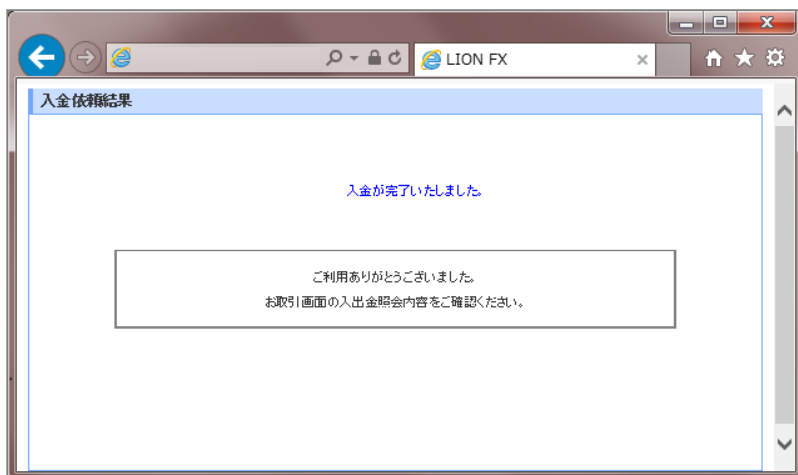 LION FX
入金依頼結果
入金が完了いたしました。
ご利用ありがとうございました。
お取引画面の入出金照会内容をご確認ください。